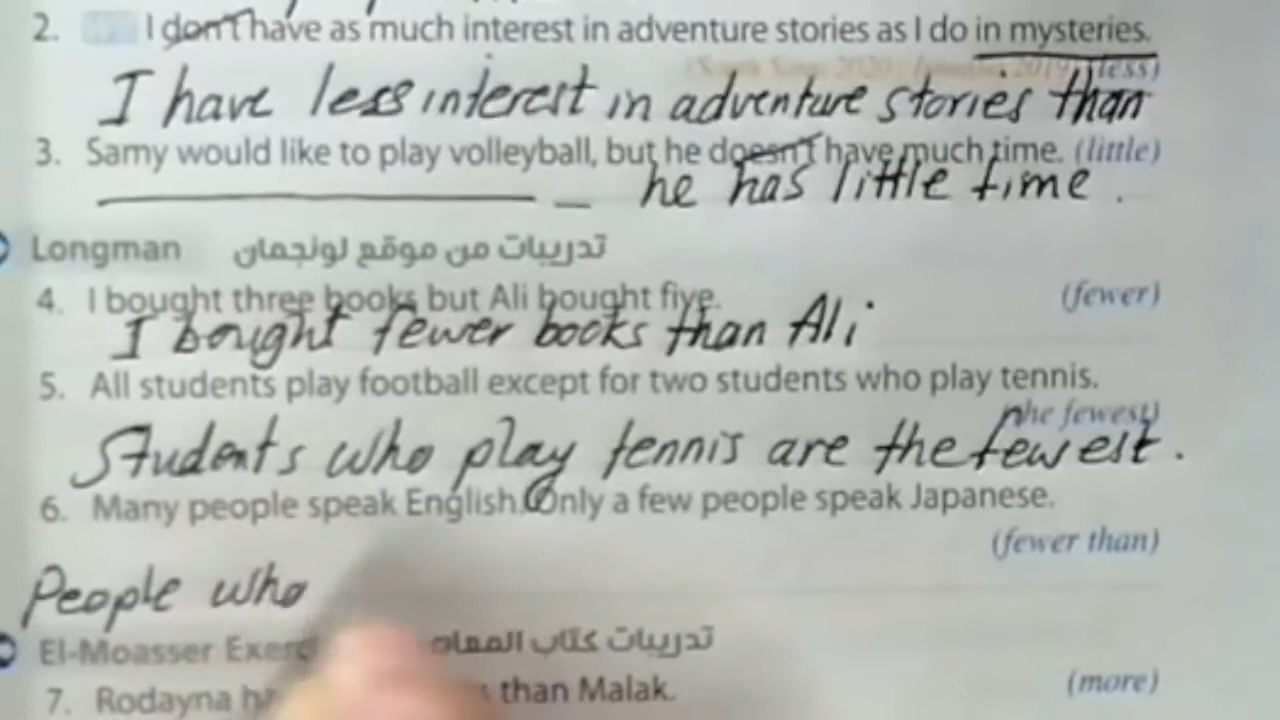 2. I don't have as much interest in adventure stories as I do in mysteries.
(less)
I have less interest in adventure stories than
3. Samy would like to play volleyball, but he doesn't have much time. (little)
he has little time.
Longman تدريبات من موقع لونجمان
4. I bought three books but Ali bought five. (fewer)
I bought fewer books than Ali
5. All students play football except for two students who play tennis.
he fewest)
Students who play tennis are the fewest.
6. Many people speak English. Only a few people speak Japanese.
(fewer than)
People who
El-Moasser تدريبات كتاب
7. Rodayna than Malak. (more)